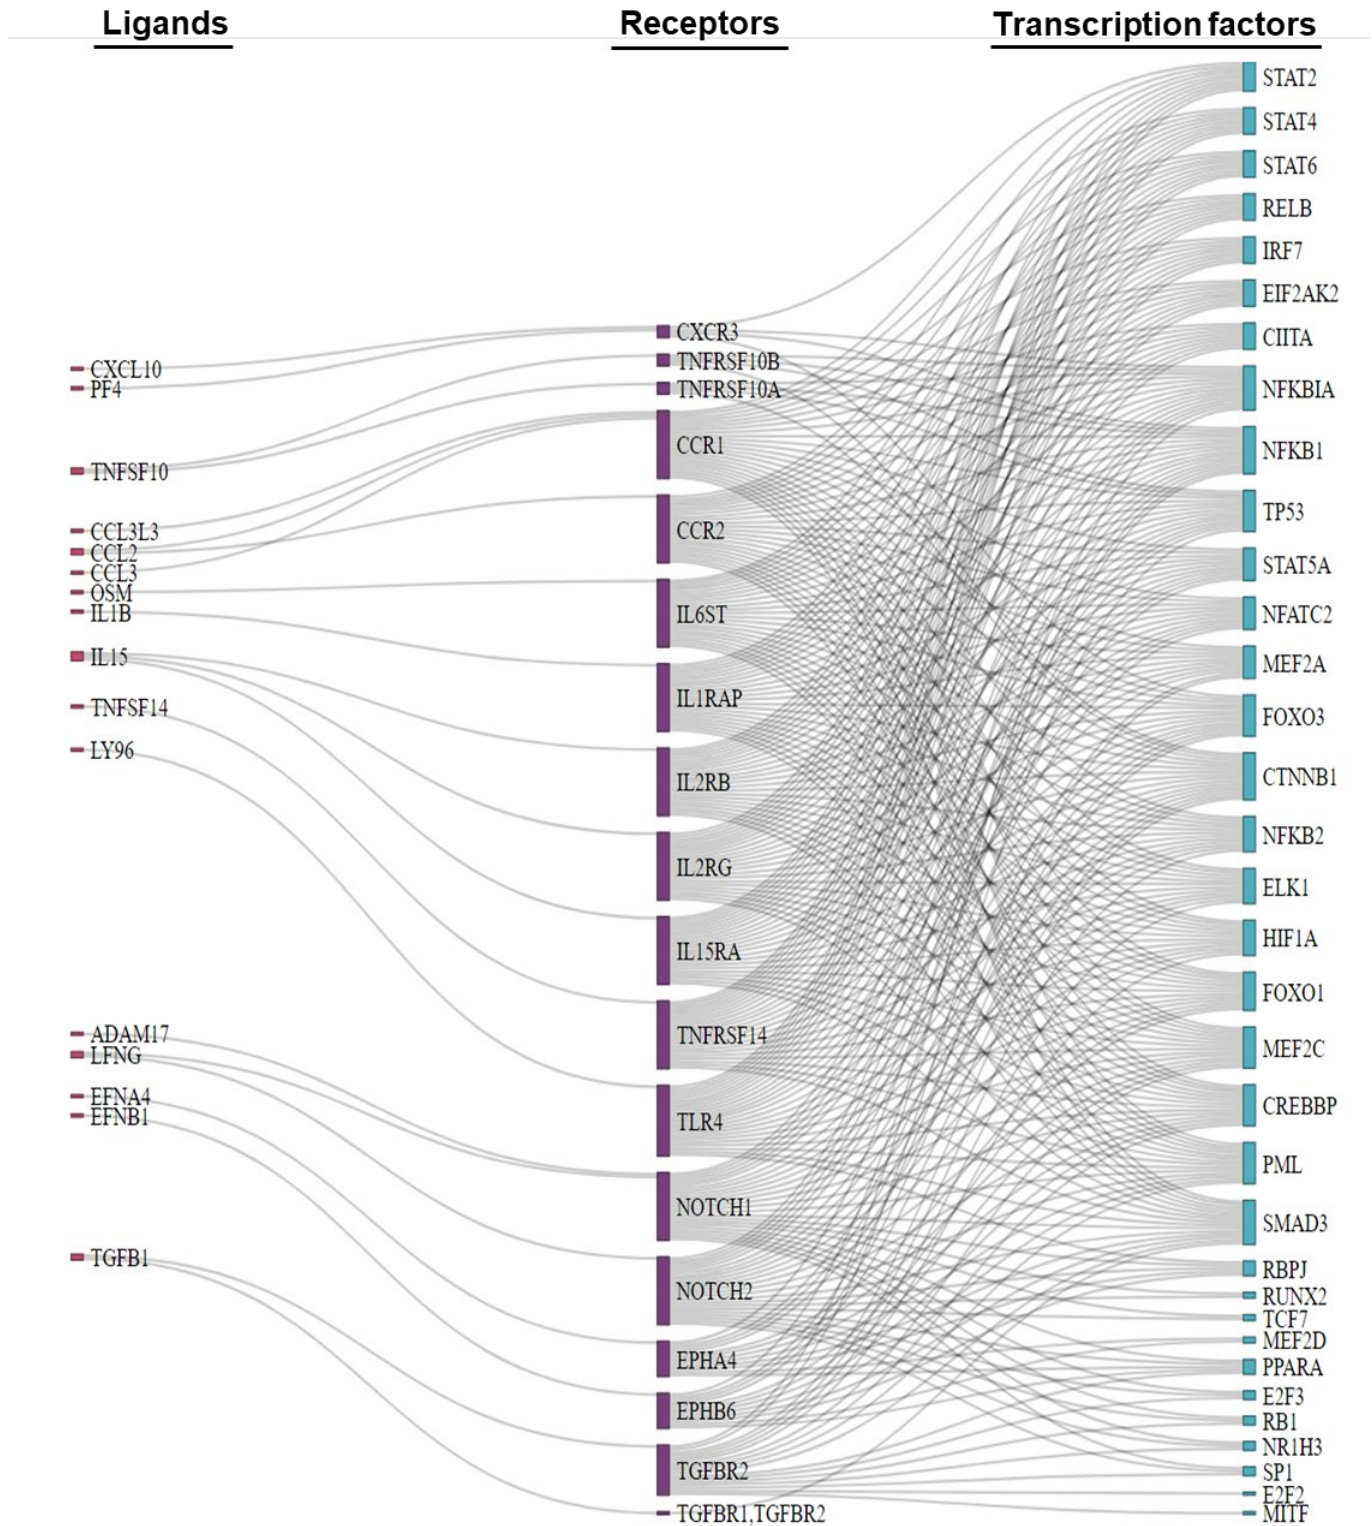 Ligands
Receptors
Transcription factors
CXCL10
PF4
TNFSF10
CCL3L3
CCL2
CCL3
OSM
IL1B
IL15
TNFSF14
LY96
ADAM17
LFNG
EFNA4
EFNB1
TGFB1
CXCR3
TNFRSF10B
TNFRSF10A
CCR1
CCR2
IL6ST
IL1RAP
IL2RB
IL2RG
IL15RA
TNFRSF14
TLR4
NOTCH1
NOTCH2
EPHA4
EPHB6
TGFBR2
TGFBR1,TGFBR2
STAT2
STAT4
STAT6
RELB
IRF7
EIF2AK2
CIITA
NFKBIA
NFKB1
TP53
STAT5A
NFATC2
MEF2A
FOXO3
CTNNB1
NFKB2
ELK1
HIF1A
FOXO1
MEF2C
CREBBP
PML
SMAD3
RBPJ
RUNX2
TCF7
MEF2D
PPARA
E2F3
RB1
NR1H3
SP1
E2F2
MITF